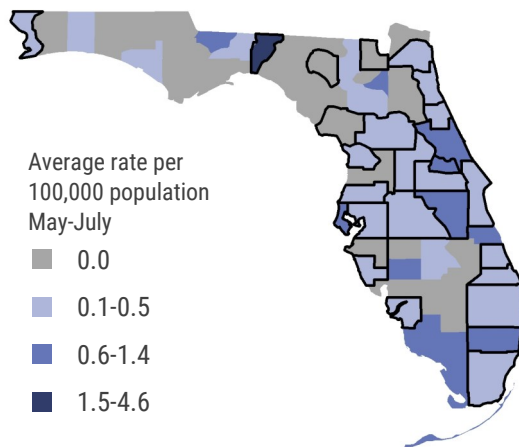 Average rate per
100,000 population
May-July
0.0
0.1-0.5
0.6-1.4
1.5-4.6